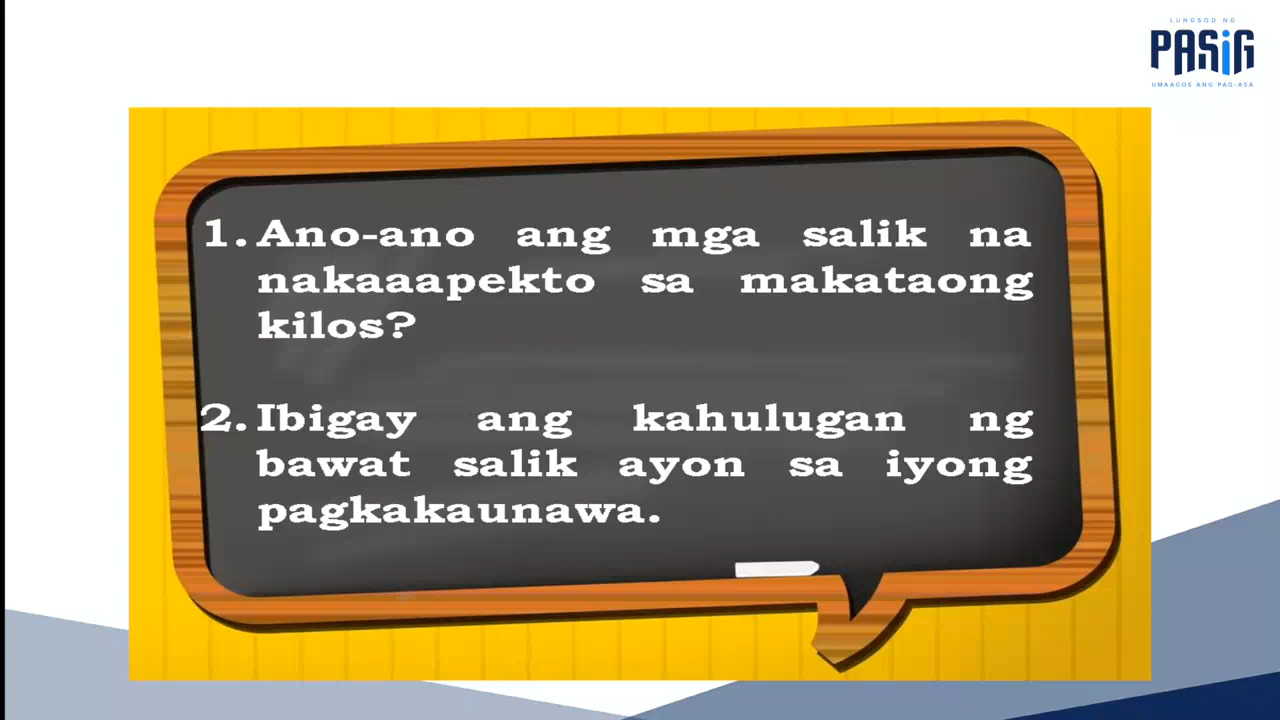 LUNGSOD NG
PASiG
UMAAGOS ANG PAG-ASA
1. Ano-ano ang mga salik na
nakaaapekto sa makataong
kilos?
2. Ibigay ang kahulugan ng
bawat salik ayon sa iyong
pagkakaunawa.